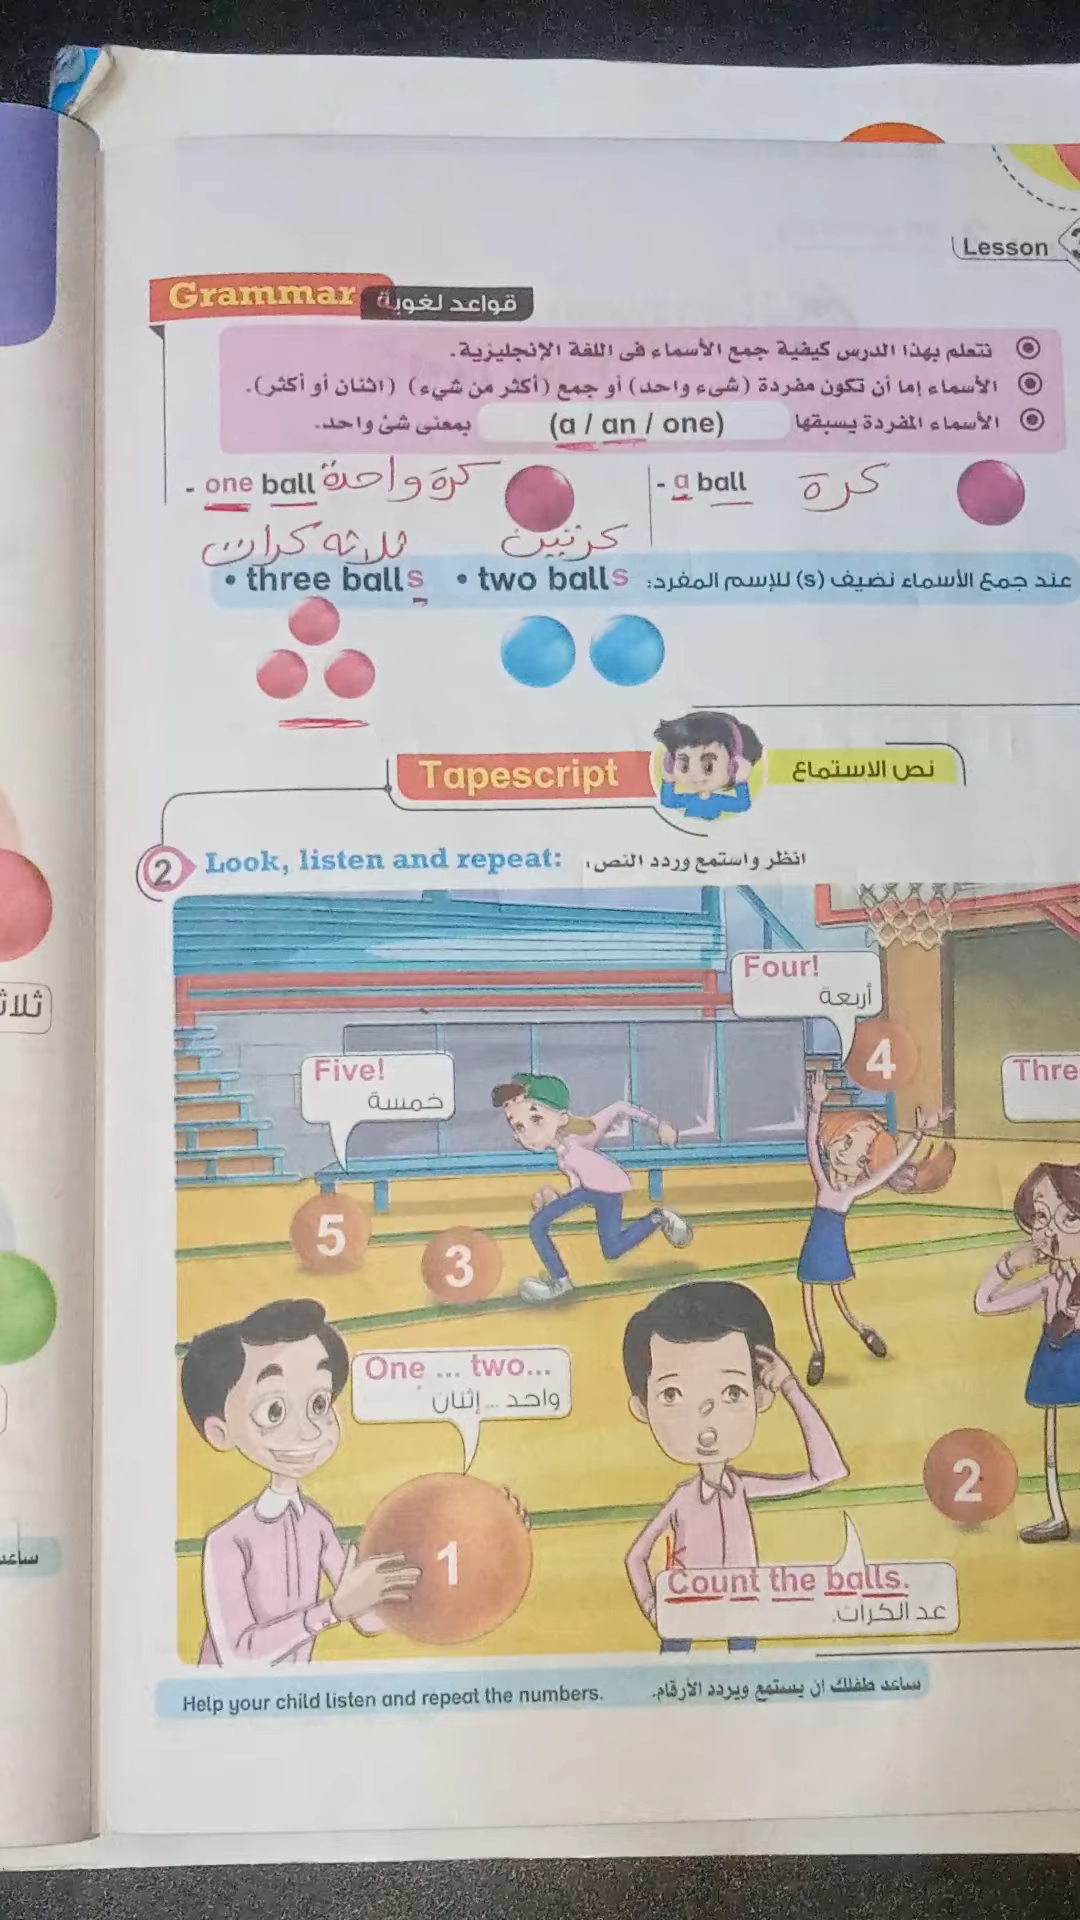 Lesson
Grammar قواعد لغوية
نتعلم بهذا الدرس كيفية جمع الأسماء فى اللغة الإنجليزية.
الأسماء إما أن تكون مفردة (شىء واحد) أو جمع (أكثر من شيء) (اثنان أو أكثر).
الأسماء المفردة يسبقها (a / an / one) بمعنى شئ واحد.
- one ball كرة واحدة - a ball كرة
ثلاثه كرات كرتين
عند جمع الأسماء نضيف (s) للإسم المفرد: • two balls • three balls
Tapescript نص الاستماع
2 Look, listen and repeat: انظر واستمع وردد النص:
Four!
أربعة
4
Five!
خمسة
Thre
5
3
One ... two...
واحد ... إثنان
1
2
K
Count the balls.
عد الكرات.
Help your child listen and repeat the numbers. ساعد طفلك ان يستمع ويردد الأرقام.